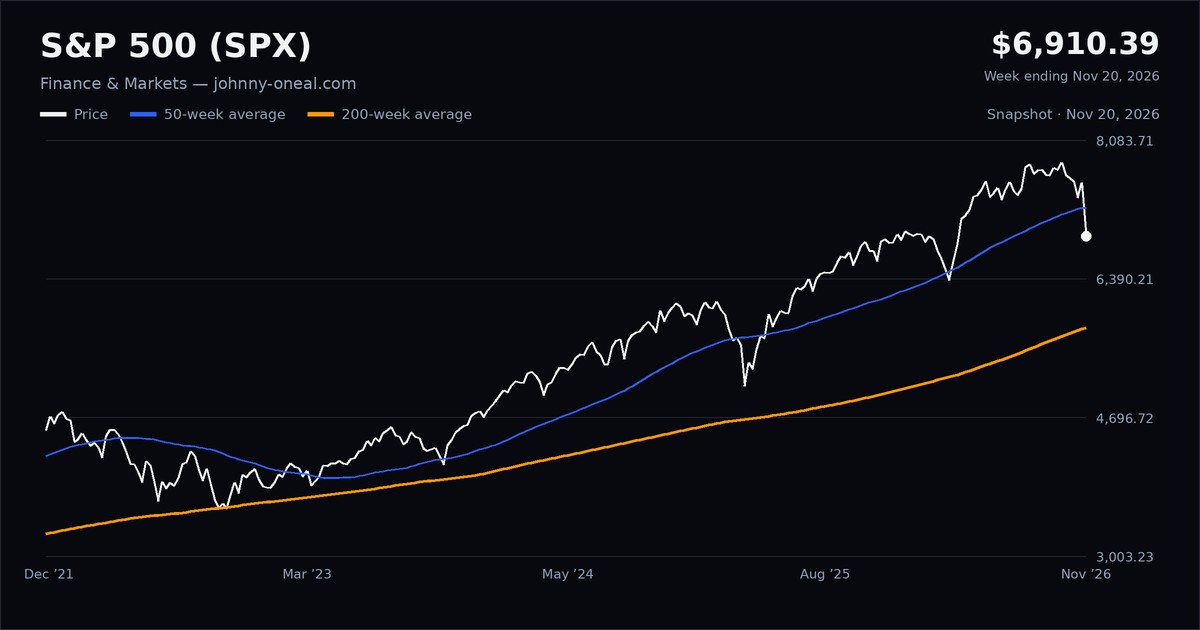 S&P 500 (SPX)
$6,910.39
Finance & Markets — johnny-oneal.com
Week ending Nov 20, 2026
Price
50-week average
200-week average
Snapshot · Nov 20, 2026
8,083.71
6,390.21
4,696.72
3,003.23
Dec ’21
Mar ’23
May ’24
Aug ’25
Nov ’26